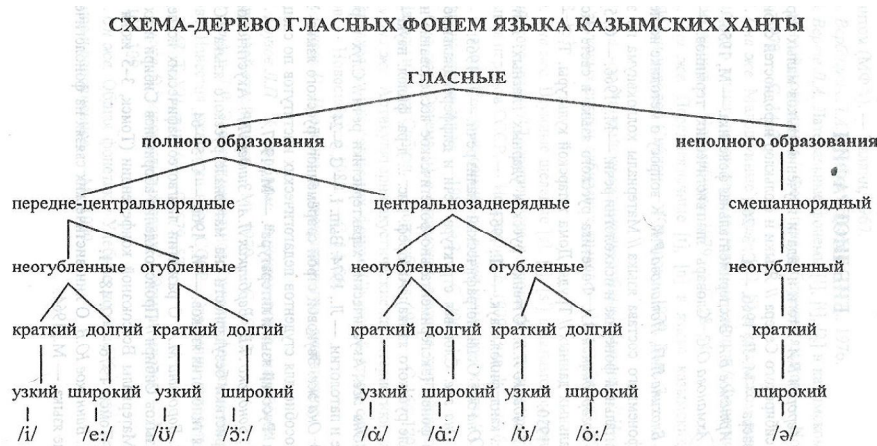 СХЕМА-ДЕРЕВО ГЛАСНЫХ ФОНЕМ ЯЗЫКА КАЗЫМСКИХ ХАНТЫ
ГЛАСНЫЕ
полного образования неполного образования
передне-центральнорядные центральнозаднерядные смешаннорядный
неогубленные огубленные неогубленные огубленные неогубленный
краткий долгий краткий долгий краткий долгий краткий долгий краткий
узкий широкий узкий широкий узкий широкий узкий широкий широкий
/i/ /e:/ /ʊ̈/ /ɔ̈:/ /ɑ̇/ /ɑ̇:/ /ʊ̇/ /ȯ:/ /ə/